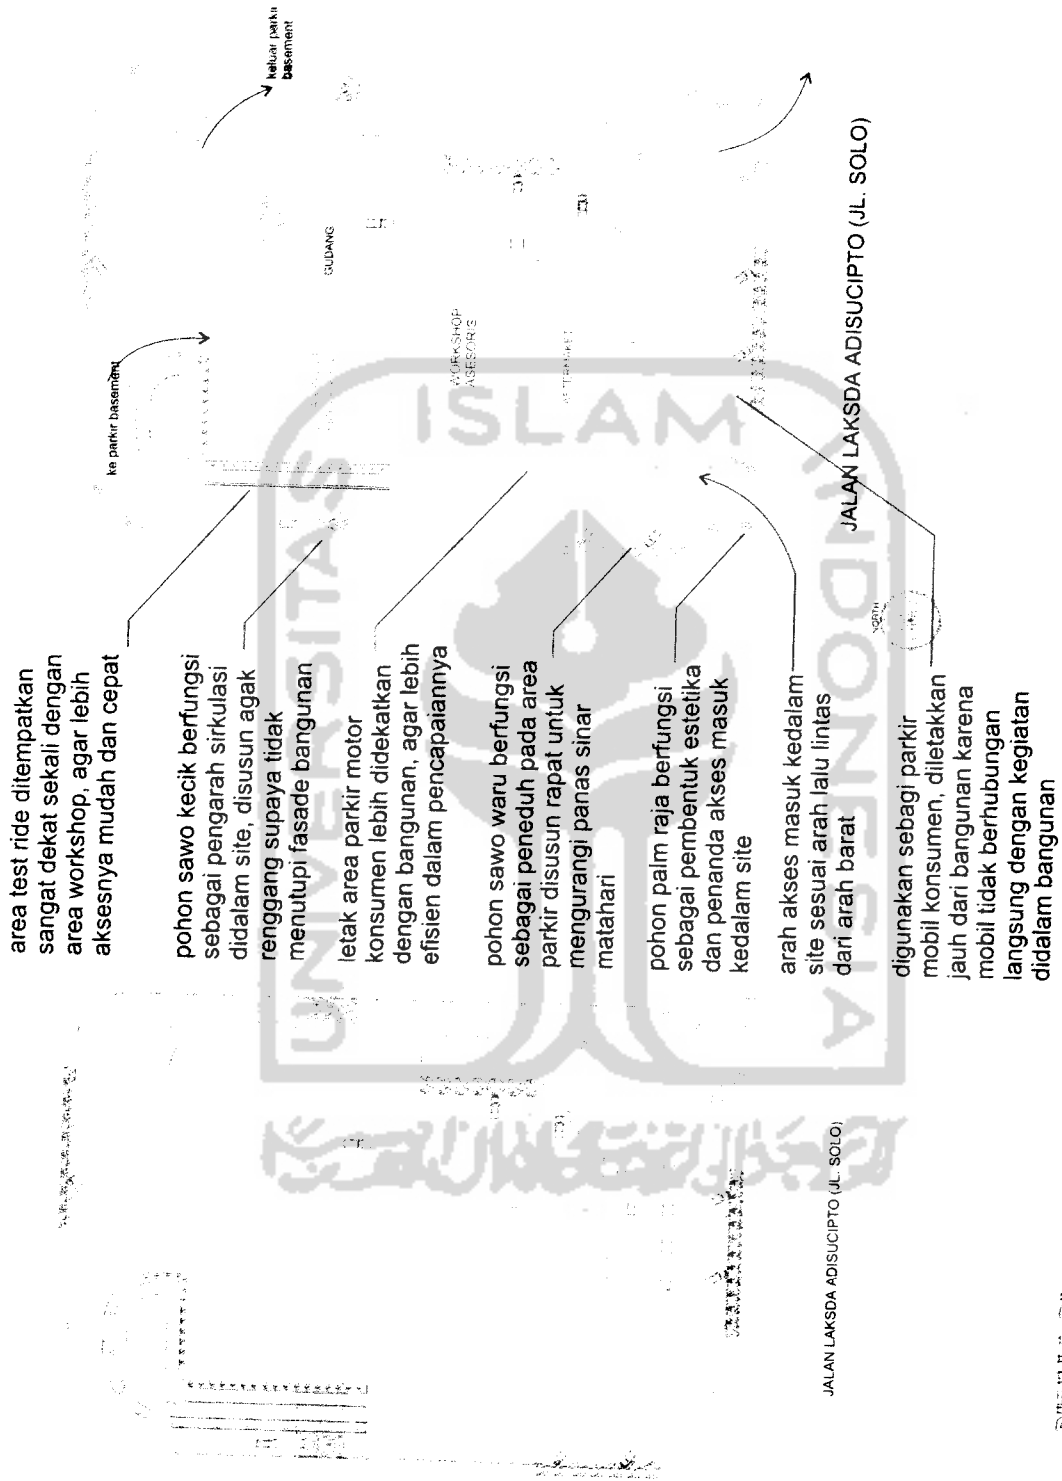 area test ride ditempatkan
sangat dekat sekali dengan
area workshop, agar lebih
aksesnya mudah dan cepat
pohon sawo kecik berfungsi
sebagai pengarah sirkulasi
didalam site, disusun agak
renggang supaya tidak
menutupi fasade bangunan
letak area parkir motor
konsumen lebih didekatkan
dengan bangunan, agar lebih
efisien dalam pencapaiannya
pohon sawo waru berfungsi
sebagai peneduh pada area
parkir disusun rapat untuk
mengurangi panas sinar
matahari
pohon palm raja berfungsi
sebagai pembentuk estetika
dan penanda akses masuk
kedalam site
arah akses masuk kedalam
site sesuai arah lalu lintas
dari arah barat
digunakan sebagi parkir
mobil konsumen, diletakkan
jauh dari bangunan karena
mobil tidak berhubungan
langsung dengan kegiatan
didalam bangunan
ke parkir basement
keluar parkir
basement
GUDANG
WORKSHOP
ASESORIS
AFTERMARKET
NORTH
JALAN LAKSDA ADISUCIPTO (JL. SOLO)
JALAN LAKSDA ADISUCIPTO (JL. SOLO)
UNIVERSITAS
ISLAM
INDONESIA